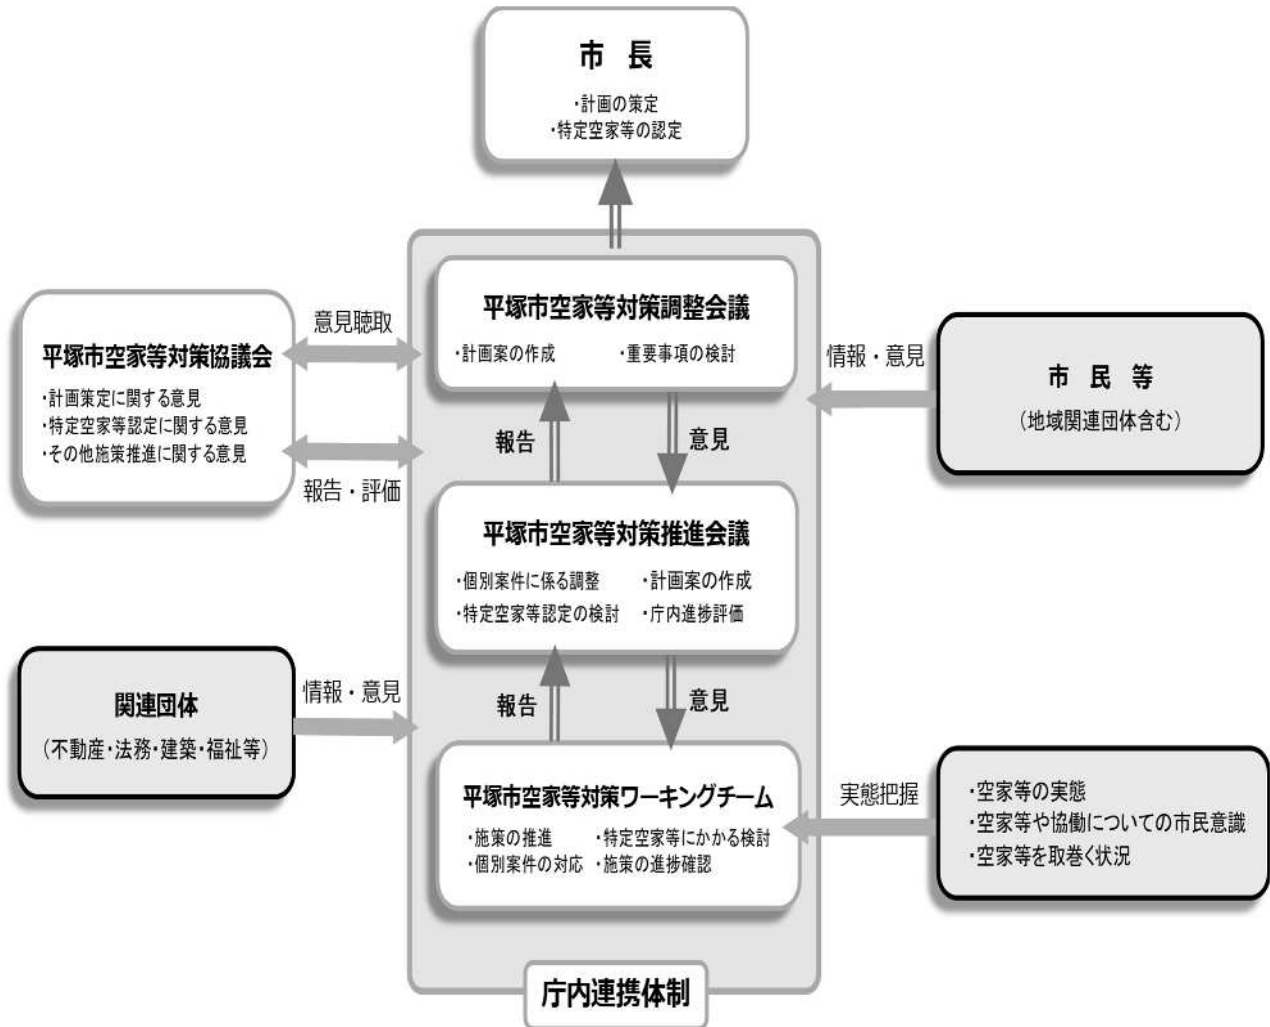 市　長
・計画の策定
・特定空家等の認定
平塚市空家等対策調整会議
・計画案の作成　・重要事項の検討
意見聴取
平塚市空家等対策協議会
・計画策定に関する意見
・特定空家等認定に関する意見
・その他施策推進に関する意見
報告・評価
情報・意見
市　民　等
（地域関連団体含む）
報告
意見
平塚市空家等対策推進会議
・個別案件に係る調整　・計画案の作成
・特定空家等認定の検討　・庁内進捗評価
関連団体
（不動産・法務・建築・福祉等）
情報・意見
報告
意見
平塚市空家等対策ワーキングチーム
・施策の推進　・特定空家等にかかる検討
・個別案件の対応　・施策の進捗確認
実態把握
・空家等の実態
・空家等や協働についての市民意識
・空家等を取巻く状況
庁内連携体制